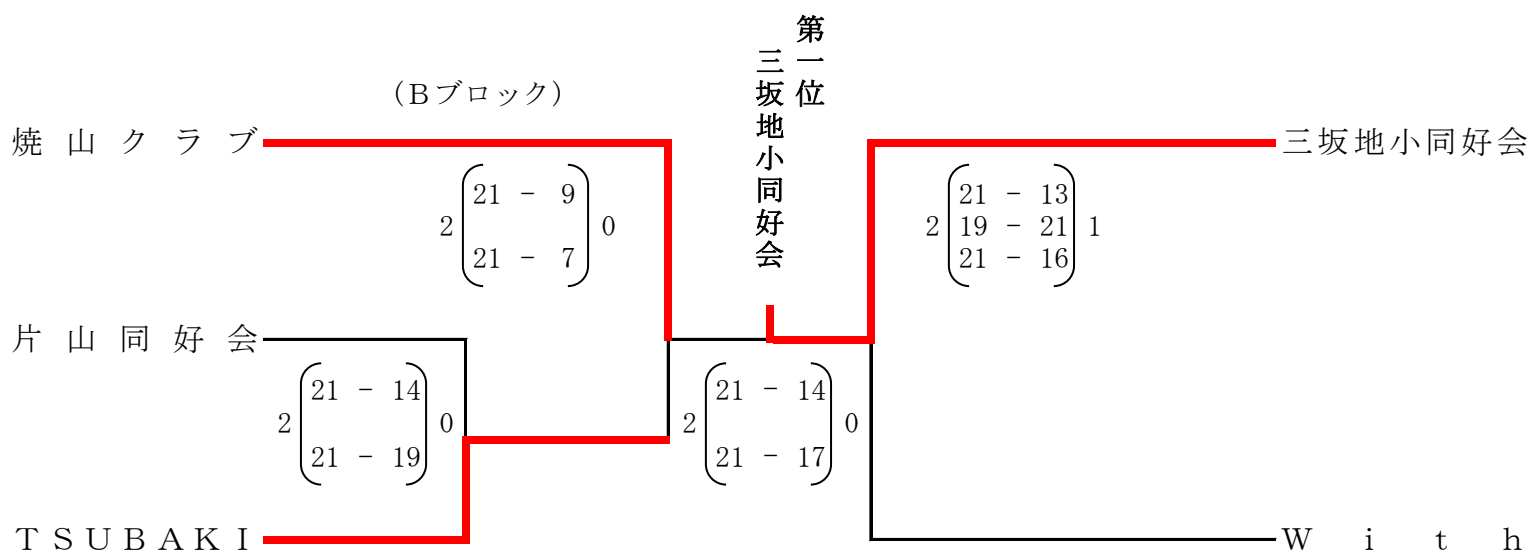 第一位
三坂地小同好会
（Bブロック）
焼山クラブ
三坂地小同好会
2 21 - 9 0
21 - 7
2 21 - 13 1
19 - 21
21 - 16
片山同好会
2 21 - 14 0
21 - 19
2 21 - 14 0
21 - 17
ＴＳＵＢＡＫＩ
Ｗｉｔｈ